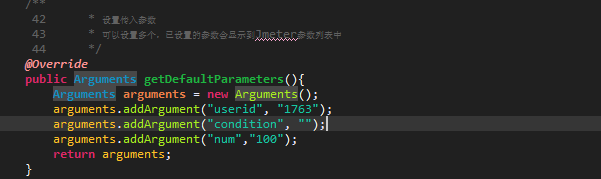 /**
42 * 设置传入参数
43 * 可以设置多个，已设置的参数会显示到Jmeter参数列表中
44 */
@Override
public Arguments getDefaultParameters(){
Arguments arguments = new Arguments();
arguments.addArgument("userid", "1763");
arguments.addArgument("condition", "");
arguments.addArgument("num","100");
return arguments;
}